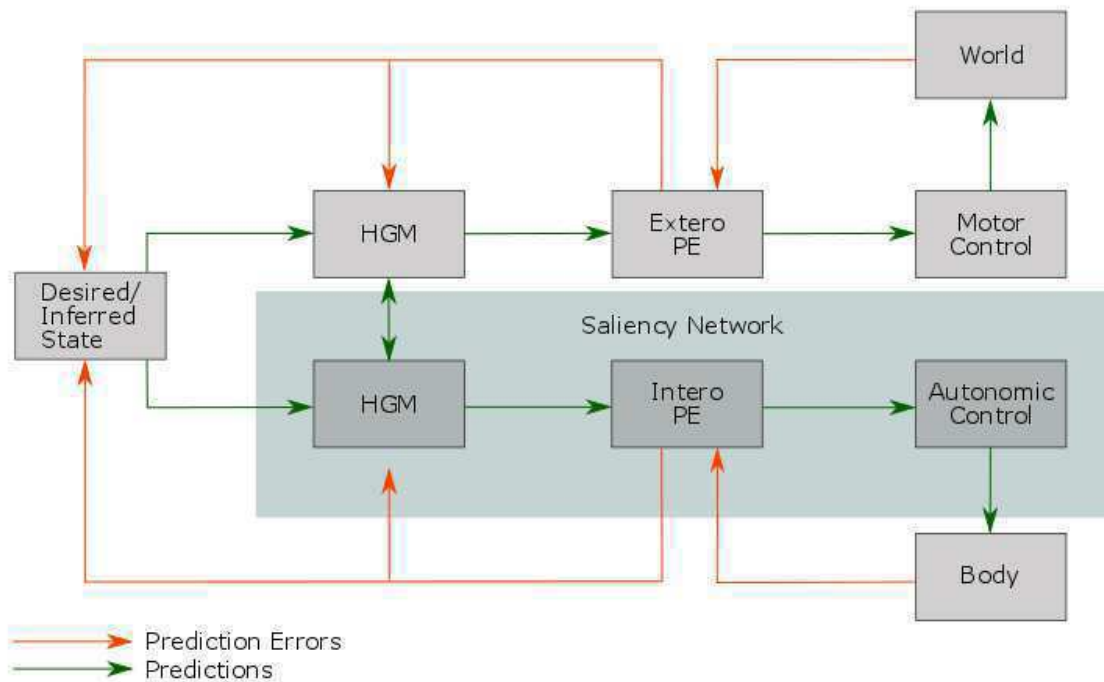 World
HGM
Extero
PE
Motor
Control
Desired/
Inferred
State
Saliency Network
HGM
Intero
PE
Autonomic
Control
Body
Prediction Errors
Predictions